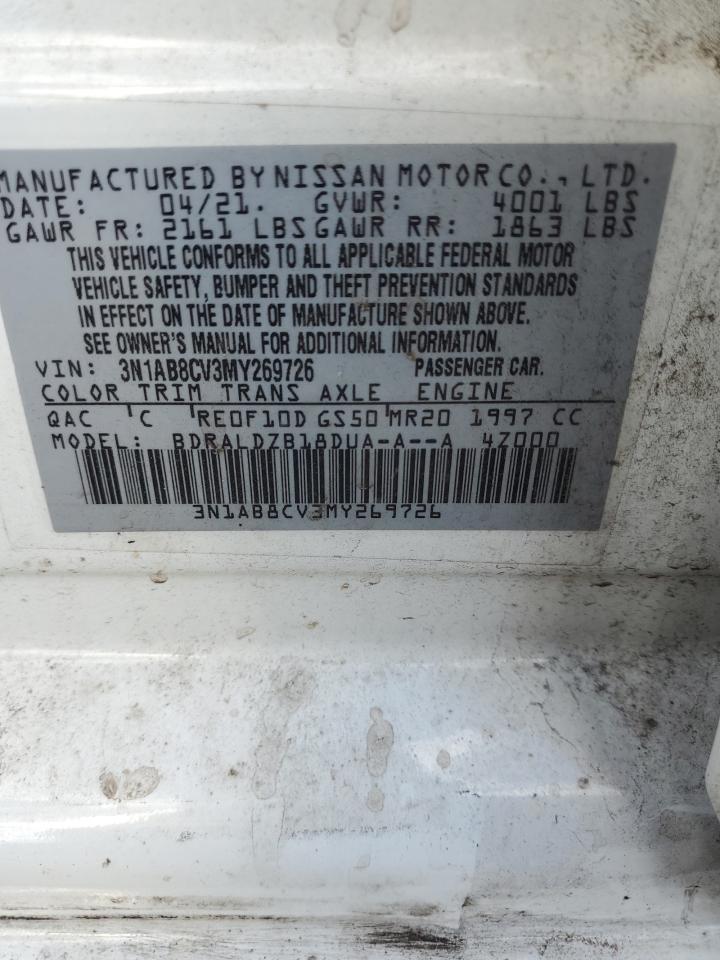 MANUFACTURED BY NISSAN MOTOR CO., LTD.
DATE: 04/21. GVWR: 4001 LBS
GAWR FR: 2161 LBS GAWR RR: 1863 LBS
THIS VEHICLE CONFORMS TO ALL APPLICABLE FEDERAL MOTOR
VEHICLE SAFETY, BUMPER AND THEFT PREVENTION STANDARDS
IN EFFECT ON THE DATE OF MANUFACTURE SHOWN ABOVE.
SEE OWNER'S MANUAL FOR ADDITIONAL INFORMATION.
VIN: 3N1AB8CV3MY269726 PASSENGER CAR.
COLOR TRIM TRANS AXLE ENGINE
QAC 'C 'RE0F10D GS50'MR20 1997 CC
MODEL: BDRALDZB18DUA-A--A 4Z000
3N1AB8CV3MY269726